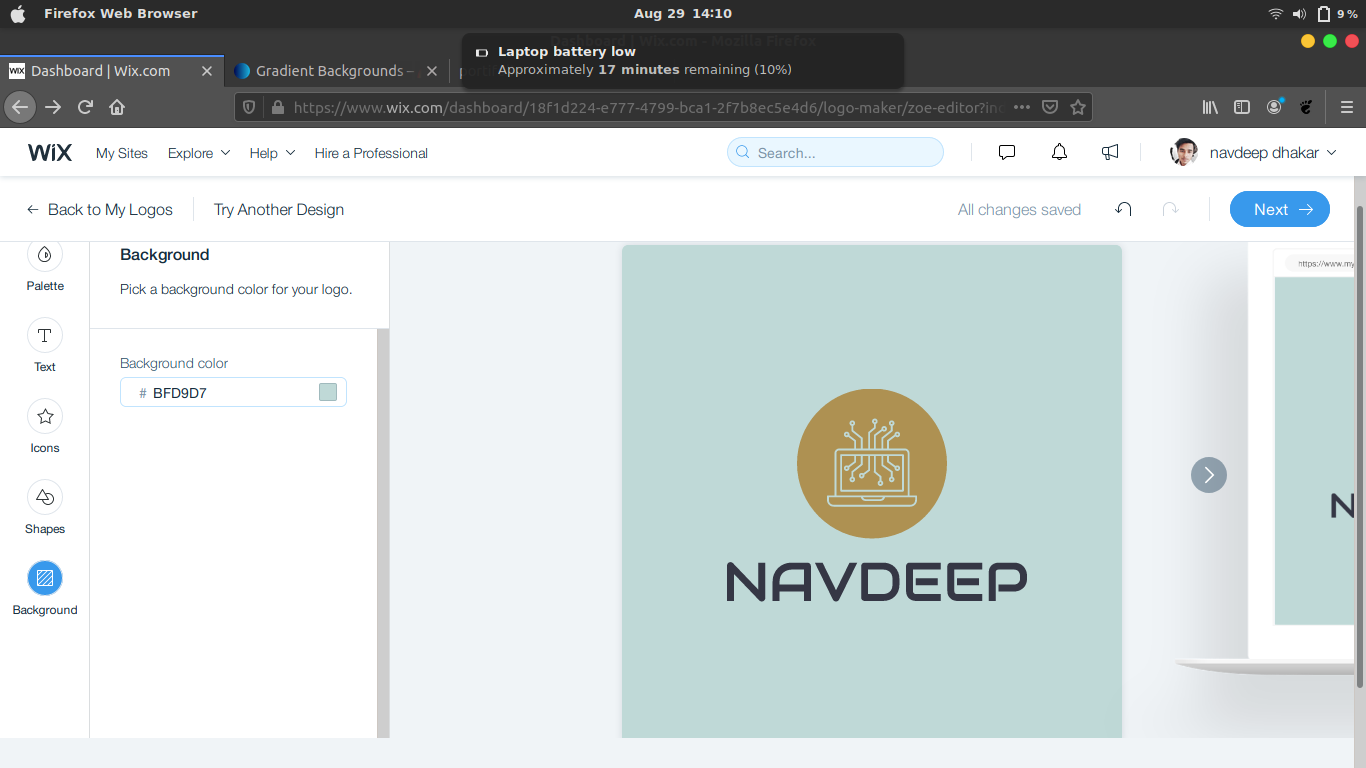 Firefox Web Browser
Aug 29 14:10
9 %
Laptop battery low
Approximately 17 minutes remaining (10%)
WIX Dashboard | Wix.com
Gradient Backgrounds –
https://www.wix.com/dashboard/18f1d224-e777-4799-bca1-2f7b8ec5e4d6/logo-maker/zoe-editor?in
WiX
My Sites
Explore
Help
Hire a Professional
Search...
navdeep dhakar
Back to My Logos
Try Another Design
All changes saved
Next
Palette
Text
Icons
Shapes
Background
Background
Pick a background color for your logo.
Background color
# BFD9D7
NAVDEEP
https://www.my
N